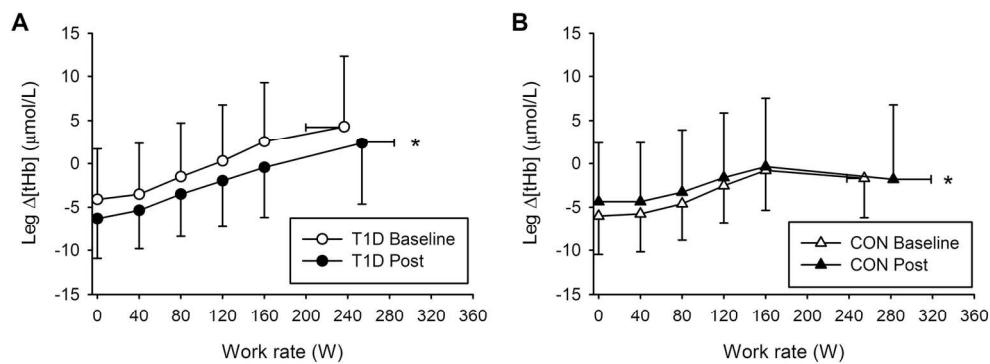 A
Leg Δ[tHb] (μmol/L)
15
10
5
0
-5
-10
-15
T1D Baseline
T1D Post
*
0 40 80 120 160 200 240 280 320 360
Work rate (W)
B
Leg Δ[tHb] (μmol/L)
15
10
5
0
-5
-10
-15
CON Baseline
CON Post
*
0 40 80 120 160 200 240 280 320 360
Work rate (W)